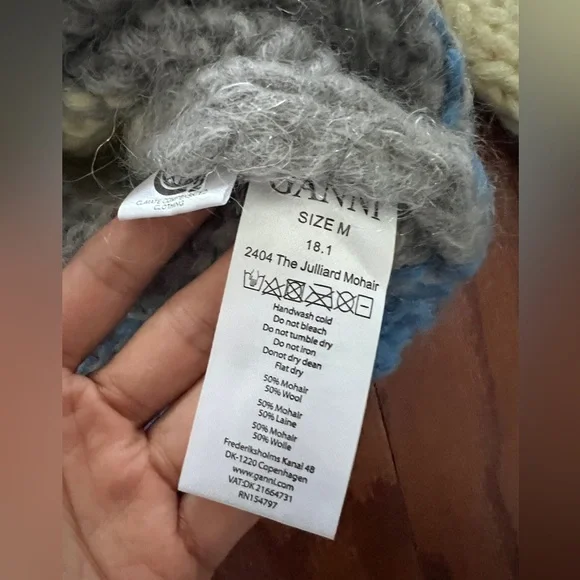 CLOTHING
GANNI
SIZE M
18.1
2404 The Julliard Mohair
Handwash cold
Do not bleach
Do not tumble dry
Do not iron
Donot dry dean
Flat dry
50% Mohair
50% Wool
50% Mohair
50% Laine
50% Mohair
50% Wolle
Frederiksholms Kanal 4B
DK-1220 Copenhagen
www.ganni.com
VAT:DK 21664731
RN154797